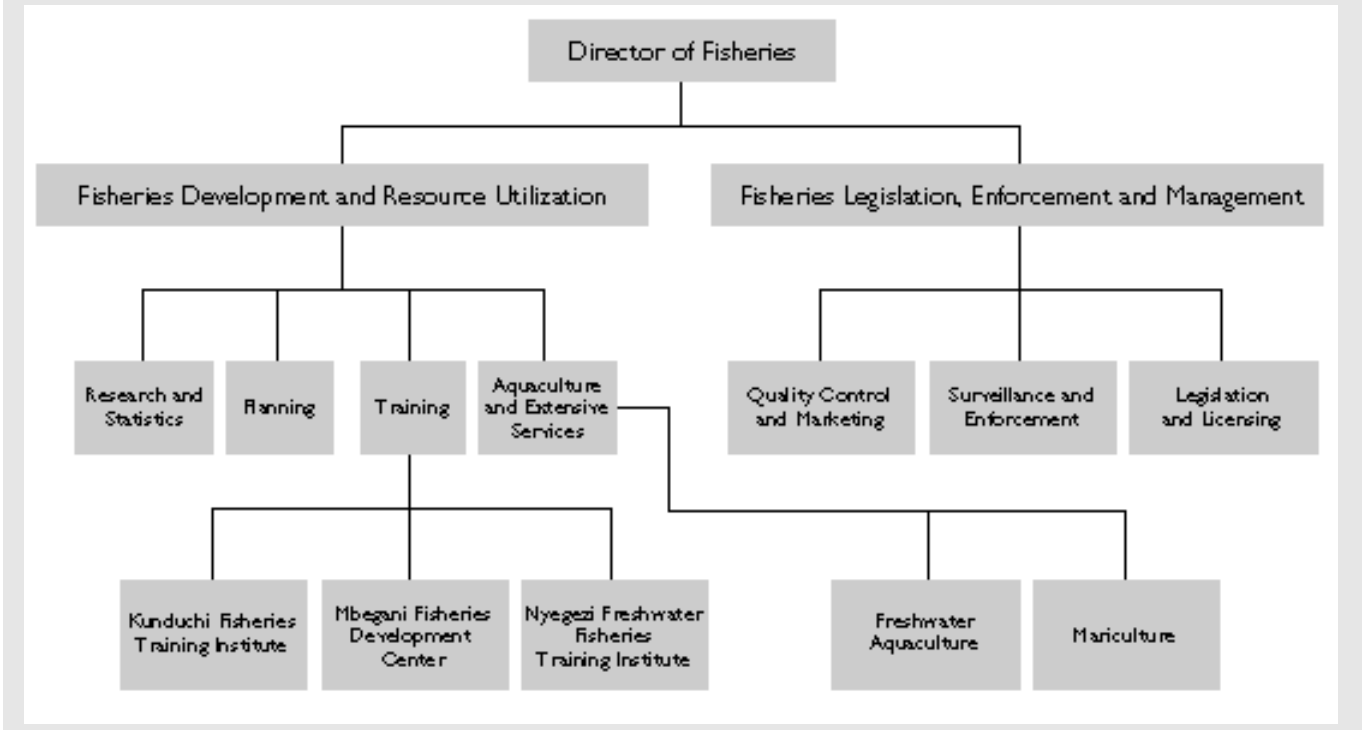 Director of Fisheries
Fisheries Development and Resource Utilization
Fisheries Legislation, Enforcement and Management
Research and
Statistics
Planning
Training
Aquaculture
and Extensive
Services
Quality Control
and Marketing
Surveillance and
Enforcement
Legislation
and Licensing
Kunduchi Fisheries
Training Institute
Mbegani Fisheries
Development
Center
Nyegezi Freshwater
Fisheries
Training Institute
Freshwater
Aquaculture
Mariculture